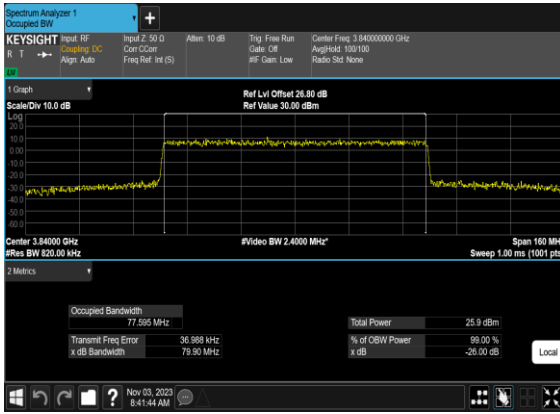 Spectrum Analyzer 1
Occupied BW
KEYSIGHT
R T
LXI
Input: RF
Coupling: DC
Align: Auto
Input Z: 50 Ω
Corr CCorr
Freq Ref: Int (S)
Atten: 10 dB
Trig: Free Run
Gate: Off
#IF Gain: Low
Center Freq: 3.840000000 GHz
Avg|Hold: 100/100
Radio Std: None
1 Graph
Scale/Div 10.0 dB
Ref Lvl Offset 26.80 dB
Ref Value 30.00 dBm
Log
20.0
10.0
0.00
-10.0
-20.0
-30.0
-40.0
-50.0
-60.0
Center 3.84000 GHz
#Res BW 820.00 kHz
#Video BW 2.4000 MHz*
Span 160 MH
Sweep 1.00 ms (1001 pts
2 Metrics
Occupied Bandwidth
77.595 MHz
Transmit Freq Error 36.988 kHz
x dB Bandwidth 79.90 MHz
Total Power 25.9 dBm
% of OBW Power 99.00 %
x dB -26.00 dB
Local
Nov 03, 2023
8:41:44 AM